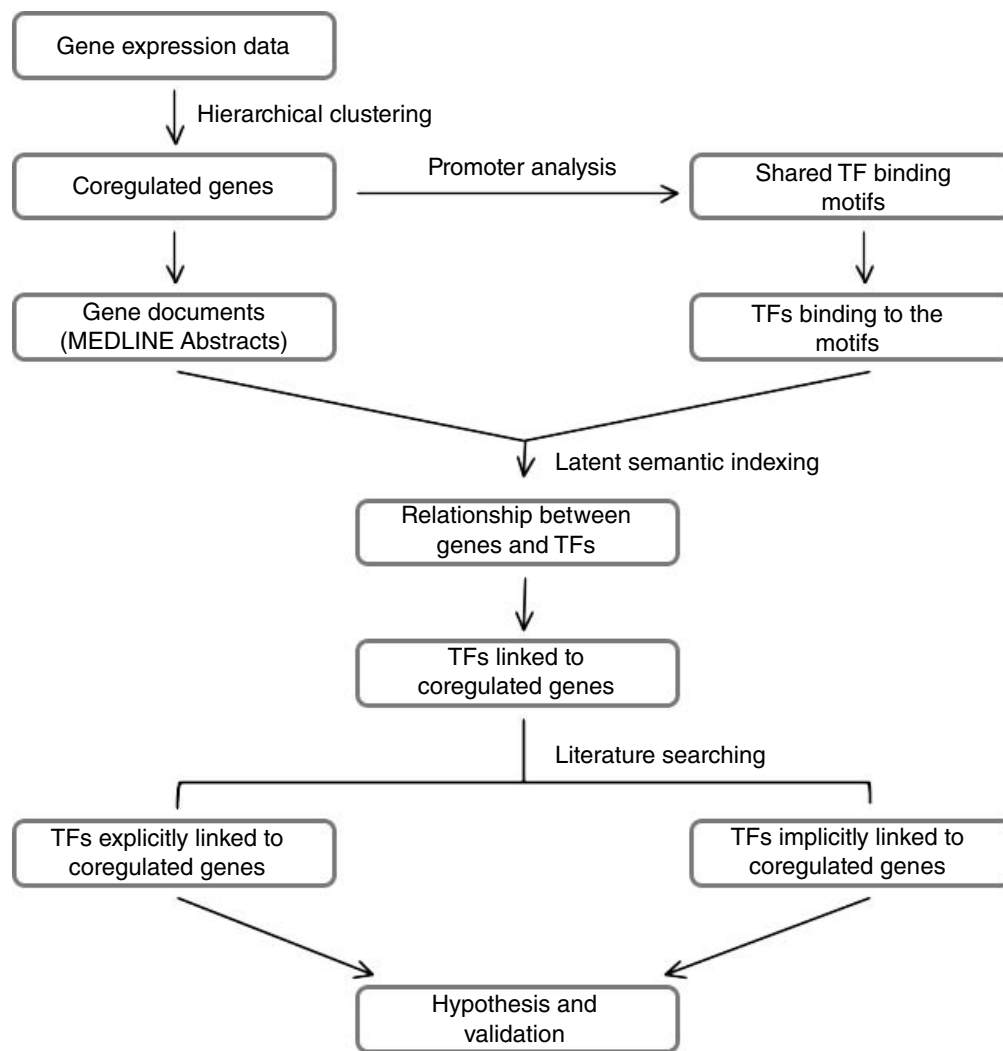 Gene expression data
Hierarchical clustering
Coregulated genes
Promoter analysis
Shared TF binding
motifs
Gene documents
(MEDLINE Abstracts)
TFs binding to the
motifs
Latent semantic indexing
Relationship between
genes and TFs
TFs linked to
coregulated genes
Literature searching
TFs explicitly linked to
coregulated genes
TFs implicitly linked to
coregulated genes
Hypothesis and
validation